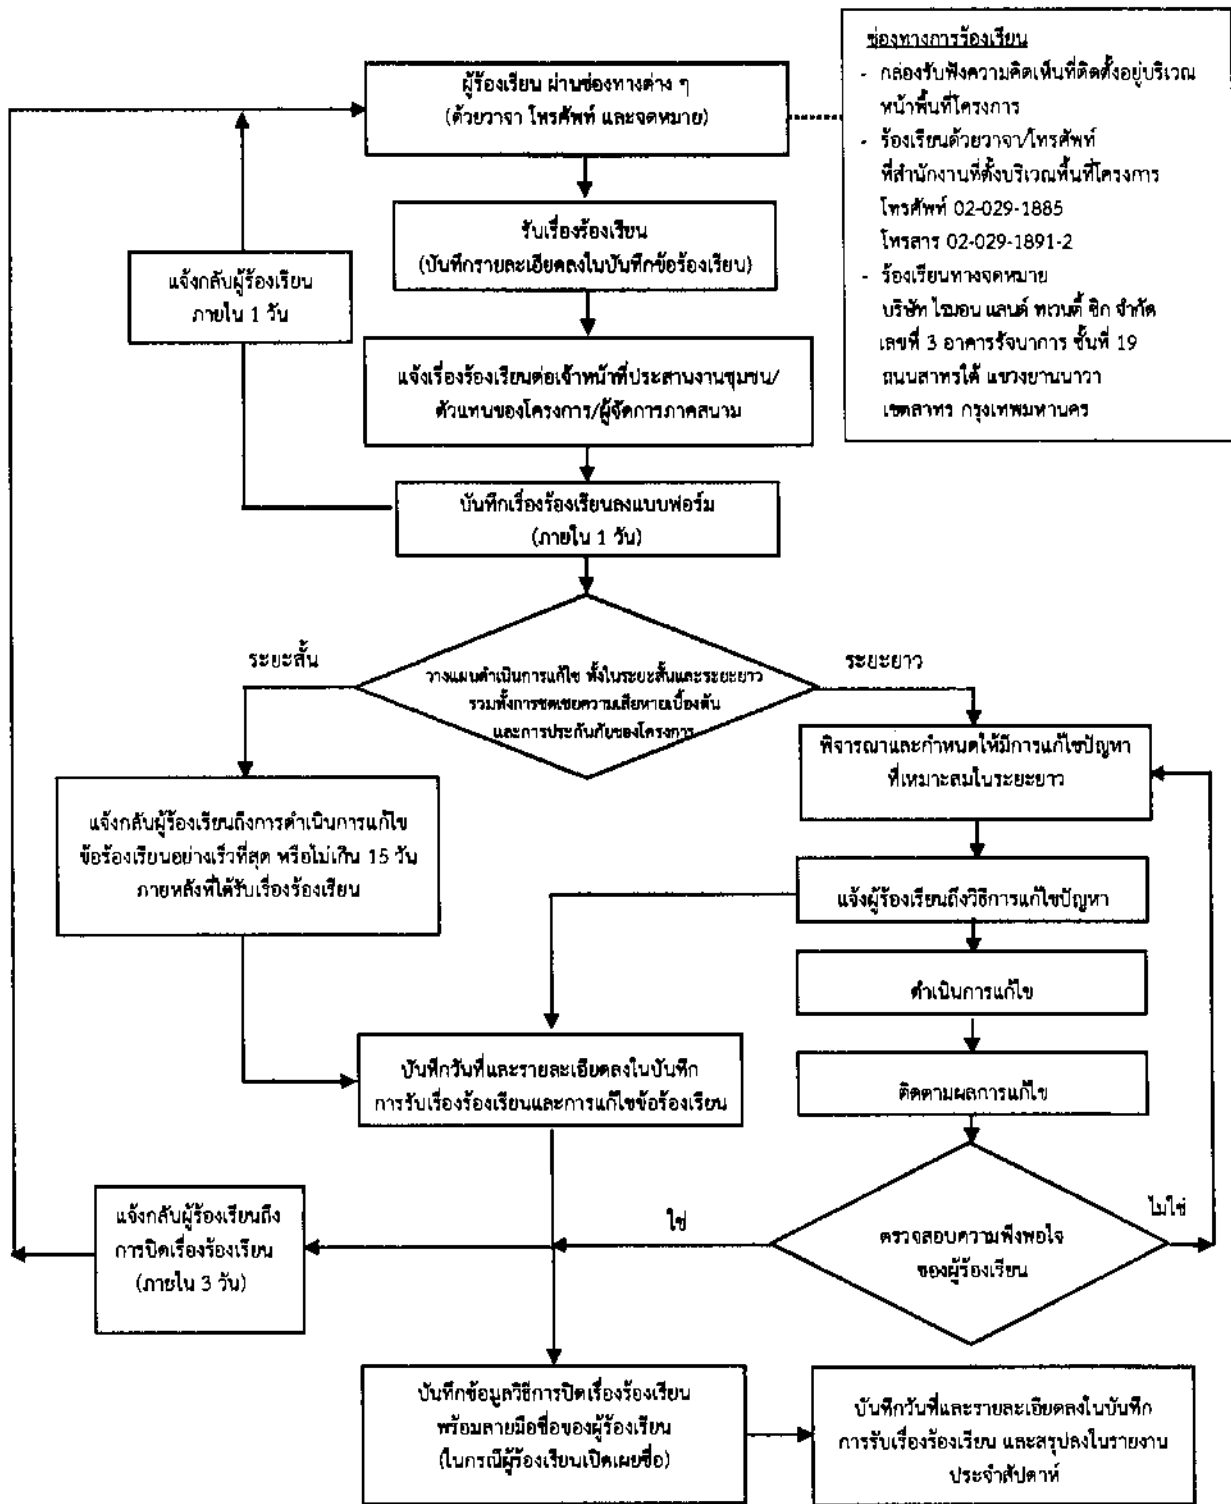 ช่องทางการร้องเรียน
- กล่องรับฟังความคิดเห็นที่ติดตั้งอยู่บริเวณ
หน้าพื้นที่โครงการ
- ร้องเรียนด้วยวาจา/โทรศัพท์
ที่สำนักงานที่ตั้งบริเวณพื้นที่โครงการ
โทรศัพท์ 02-029-1885
โทรสาร 02-029-1891-2
- ร้องเรียนทางจดหมาย
บริษัท ไรมอน แลนด์ ทเวนตี้ ซิก จำกัด
เลขที่ 3 อาคารรัจนาการ ชั้นที่ 19
ถนนสาทรใต้ แขวงยานนาวา
เขตสาทร กรุงเทพมหานคร
ผู้ร้องเรียน ผ่านช่องทางต่าง ๆ
(ด้วยวาจา โทรศัพท์ และจดหมาย)
รับเรื่องร้องเรียน
(บันทึกรายละเอียดลงในบันทึกข้อร้องเรียน)
แจ้งกลับผู้ร้องเรียน
ภายใน 1 วัน
แจ้งเรื่องร้องเรียนต่อเจ้าหน้าที่ประสานงานชุมชน/
ตัวแทนของโครงการ/ผู้จัดการภาคสนาม
บันทึกเรื่องร้องเรียนลงแบบฟอร์ม
(ภายใน 1 วัน)
ระยะสั้น
วางแผนดำเนินการแก้ไข ทั้งในระยะสั้นและระยะยาว
รวมทั้งการชดเชยความเสียหายเบื้องต้น
และการประกันภัยของโครงการ
ระยะยาว
พิจารณาและกำหนดให้มีการแก้ไขปัญหา
ที่เหมาะสมในระยะยาว
แจ้งกลับผู้ร้องเรียนถึงการดำเนินการแก้ไข
ข้อร้องเรียนอย่างเร็วที่สุด หรือไม่เกิน 15 วัน
ภายหลังที่ได้รับเรื่องร้องเรียน
แจ้งผู้ร้องเรียนถึงวิธีการแก้ไขปัญหา
ดำเนินการแก้ไข
บันทึกวันที่และรายละเอียดลงในบันทึก
การรับเรื่องร้องเรียนและการแก้ไขข้อร้องเรียน
ติดตามผลการแก้ไข
แจ้งกลับผู้ร้องเรียนถึง
การปิดเรื่องร้องเรียน
(ภายใน 3 วัน)
ใช่
ตรวจสอบความพึงพอใจ
ของผู้ร้องเรียน
ไม่ใช่
บันทึกข้อมูลวิธีการปิดเรื่องร้องเรียน
พร้อมลายมือชื่อของผู้ร้องเรียน
(ในกรณีผู้ร้องเรียนเปิดเผยชื่อ)
บันทึกวันที่และรายละเอียดลงในบันทึก
การรับเรื่องร้องเรียน และสรุปลงในรายงาน
ประจำสัปดาห์